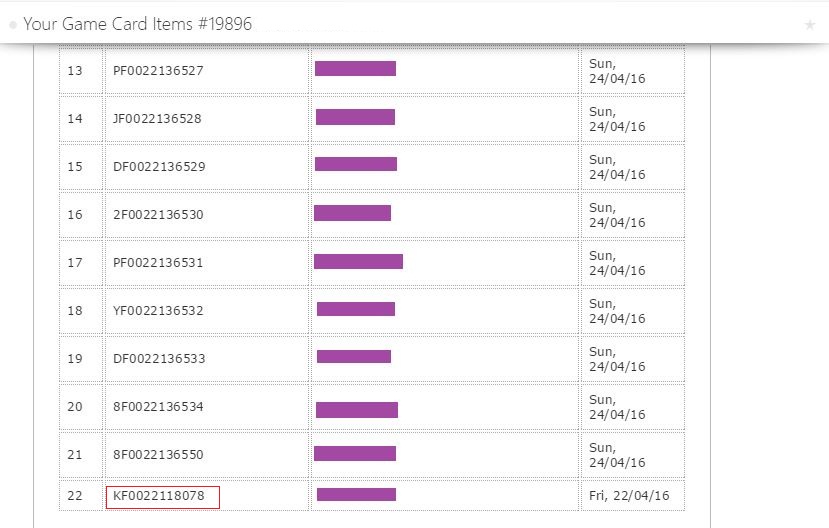 Your Game Card Items #19896
13 PF0022136527 Sun,
24/04/16
14 JF0022136528 Sun,
24/04/16
15 DF0022136529 Sun,
24/04/16
16 2F0022136530 Sun,
24/04/16
17 PF0022136531 Sun,
24/04/16
18 YF0022136532 Sun,
24/04/16
19 DF0022136533 Sun,
24/04/16
20 8F0022136534 Sun,
24/04/16
21 8F0022136550 Sun,
24/04/16
22 KF0022118078 Fri, 22/04/16